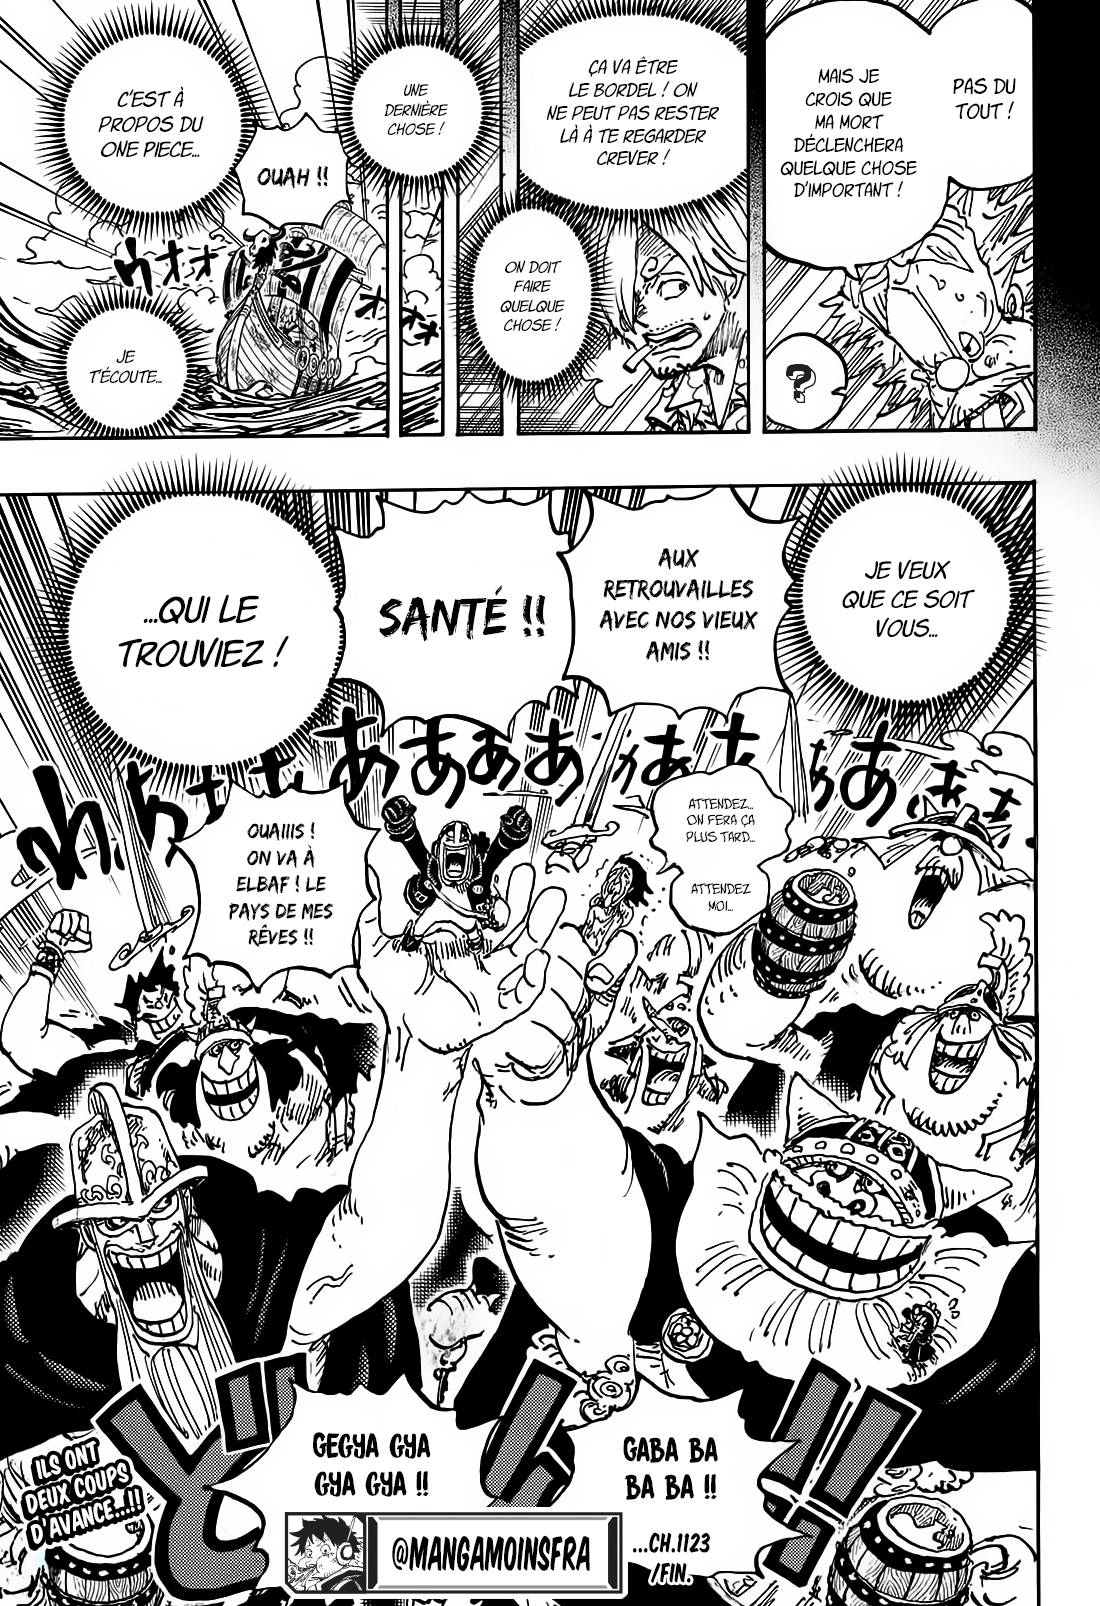 PAS DU
TOUT !
MAIS JE
CROIS QUE
MA MORT
DÉCLENCHERA
QUELQUE CHOSE
D'IMPORTANT !
?
ÇA VA ÊTRE
LE BORDEL ! ON
NE PEUT PAS RESTER
LÀ À TE REGARDER
CREVER !
ON DOIT
FAIRE
QUELQUE
CHOSE !
UNE
DERNIÈRE
CHOSE !
OUAH !!
C'EST À
PROPOS DU
ONE PIECE...
JE
T'ÉCOUTE...
JE VEUX
QUE CE SOIT
VOUS...
AUX
RETROUVAILLES
AVEC NOS VIEUX
AMIS !!
SANTÉ !!
...QUI LE
TROUVIEZ !
ATTENDEZ...
ON FERA ÇA
PLUS TARD...
ATTENDEZ
MOI...
OUAIIIS !
ON VA À
ELBAF ! LE
PAYS DE MES
RÊVES !!
GABA BA
BA BA !!
GEGYA GYA
GYA GYA !!
ILS ONT
DEUX COUPS
D'AVANCE...!!
@MANGAMOINSFRA
...CH.1123
/FIN.